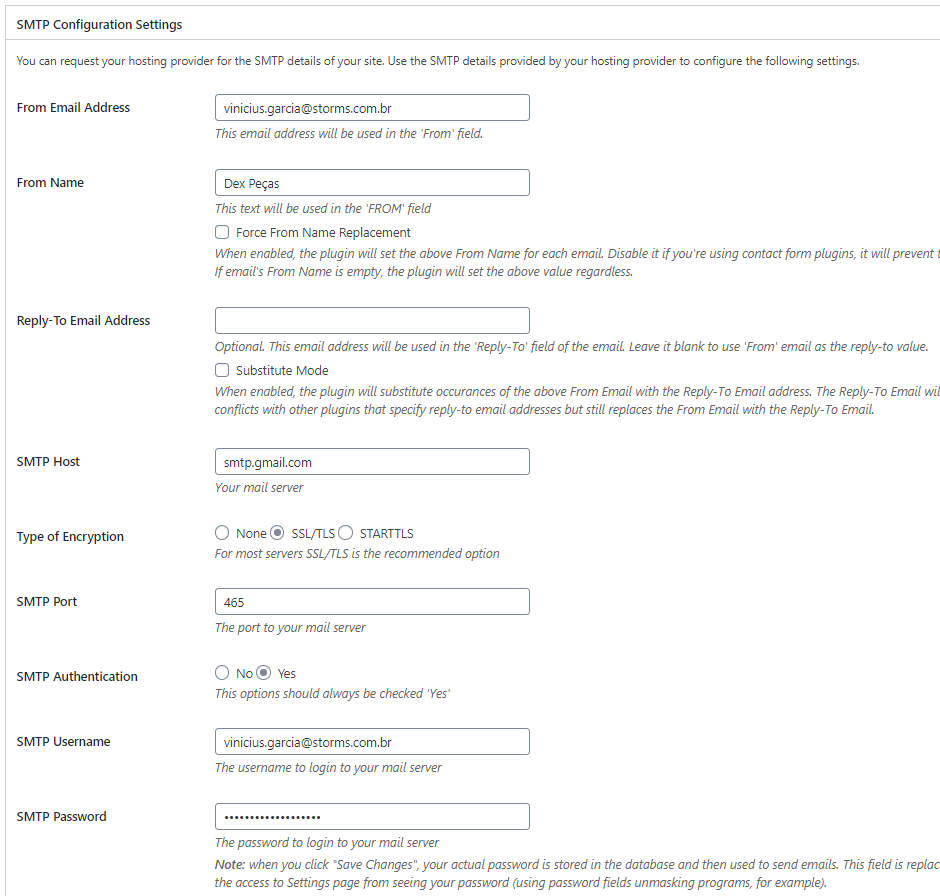 SMTP Configuration Settings
You can request your hosting provider for the SMTP details of your site. Use the SMTP details provided by your hosting provider to configure the following settings.
From Email Address
vinicius.garcia@storms.com.br
This email address will be used in the 'From' field.
From Name
Dex Peças
This text will be used in the 'FROM' field
Force From Name Replacement
When enabled, the plugin will set the above From Name for each email. Disable it if you're using contact form plugins, it will prevent
If email's From Name is empty, the plugin will set the above value regardless.
Reply-To Email Address
Optional. This email address will be used in the 'Reply-To' field of the email. Leave it blank to use 'From' email as the reply-to value.
Substitute Mode
When enabled, the plugin will substitute occurances of the above From Email with the Reply-To Email address. The Reply-To Email wil
conflicts with other plugins that specify reply-to email addresses but still replaces the From Email with the Reply-To Email.
SMTP Host
smtp.gmail.com
Your mail server
Type of Encryption
None SSL/TLS STARTTLS
For most servers SSL/TLS is the recommended option
SMTP Port
465
The port to your mail server
SMTP Authentication
No Yes
This options should always be checked 'Yes'
SMTP Username
vinicius.garcia@storms.com.br
The username to login to your mail server
SMTP Password
•••••••••••••••••••
The password to login to your mail server
Note: when you click "Save Changes", your actual password is stored in the database and then used to send emails. This field is replac
the access to Settings page from seeing your password (using password fields unmasking programs, for example).